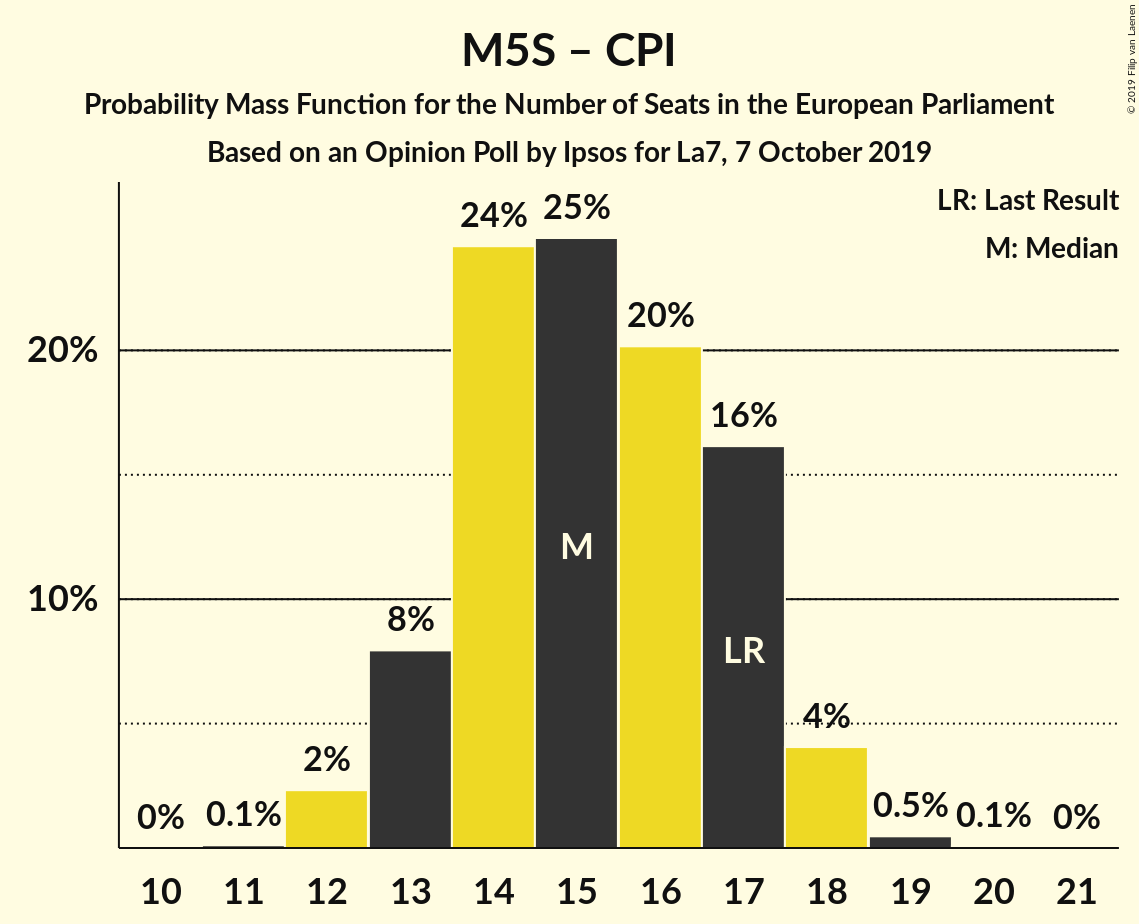 M5S – CPI
Probability Mass Function for the Number of Seats in the European Parliament
Based on an Opinion Poll by Ipsos for La7, 7 October 2019
© 2019 Filip van Laenen
LR: Last Result
M: Median
20%
10%
0%
0.1%
2%
8%
24%
25%
20%
16%
4%
0.5%
0.1%
0%
M
LR
10 11 12 13 14 15 16 17 18 19 20 21